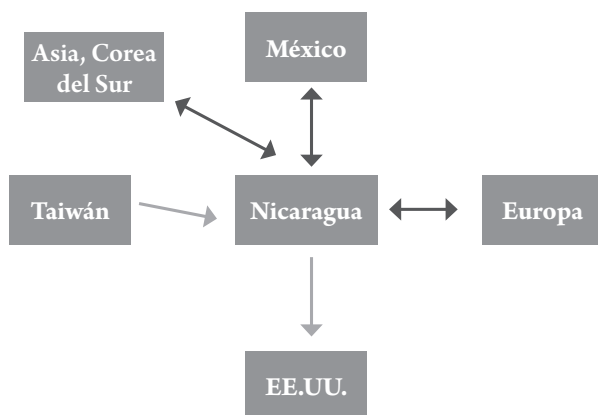 México
Asia, Corea
del Sur
Taiwán
Nicaragua
Europa
EE.UU.